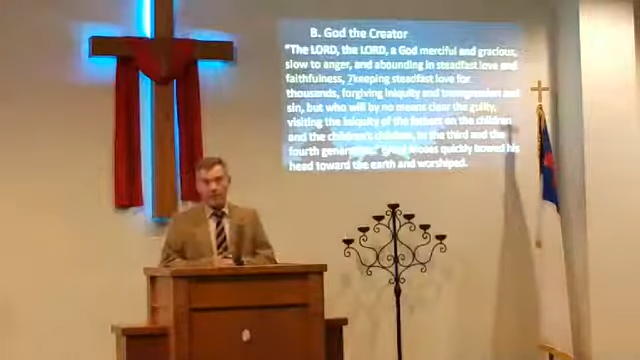 B. God the Creator
"The LORD, the LORD, a God merciful and gracious,
slow to anger, and abounding in steadfast love and
faithfulness, 7keeping steadfast love for
thousands, forgiving iniquity and transgression and
sin, but who will by no means clear the guilty,
visiting the iniquity of the fathers on the children
and the children's children, to the third and the
fourth Moses quickly bowed his
head toward the earth and worshiped.